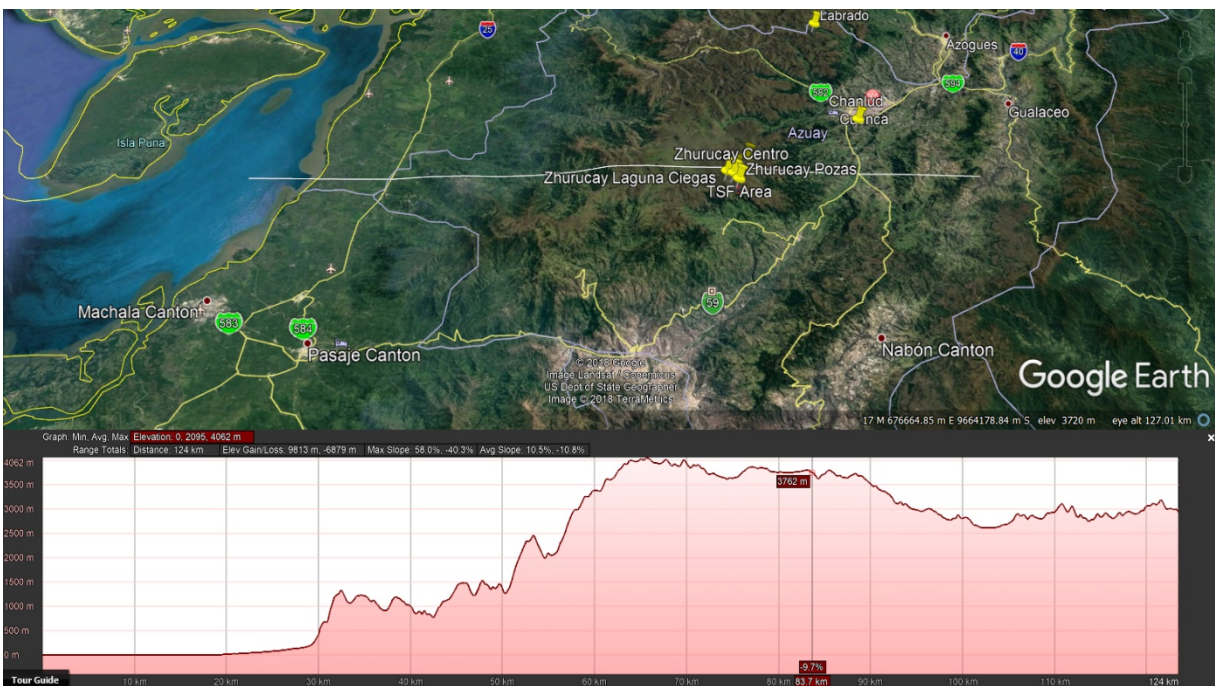 Labrado
25
Azogues
40
582
594
Chanlud
Cuenca
Gualaceo
Isla Puna
Azuay
Zhurucay Centro
Zhurucay Laguna Ciegas
Zhurucay Pozas
TSF Area
59
Machala Canton
583
584
Pasaje Canton
Nabón Canton
© 2018 Google
Image Landsat / Copernicus
US Dept of State Geographer
Image © 2018 TerraMetrics
Google Earth
17 M 676664.85 m E 9664178.84 m S elev 3720 m eye alt 127.01 km
Graph: Min, Avg, Max Elevation: 0, 2095, 4062 m
Range Totals: Distance: 124 km Elev Gain/Loss: 9813 m, -6879 m Max Slope: 58.0%, -40.3% Avg Slope: 10.5%, -10.8%
4062 m
3500 m
3000 m
2500 m
2000 m
1500 m
1000 m
500 m
0 m
3762 m
-9.7%
Tour Guide
10 km 20 km 30 km 40 km 50 km 60 km 70 km 80 km 83.7 km 90 km 100 km 110 km 124 km